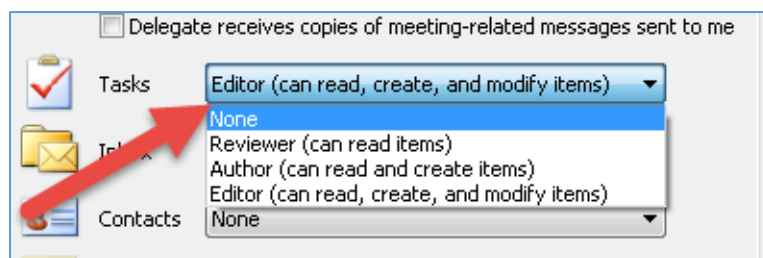 Delegate receives copies of meeting-related messages sent to me
Tasks Editor (can read, create, and modify items)
None
Reviewer (can read items)
Author (can read and create items)
Editor (can read, create, and modify items)
Contacts None